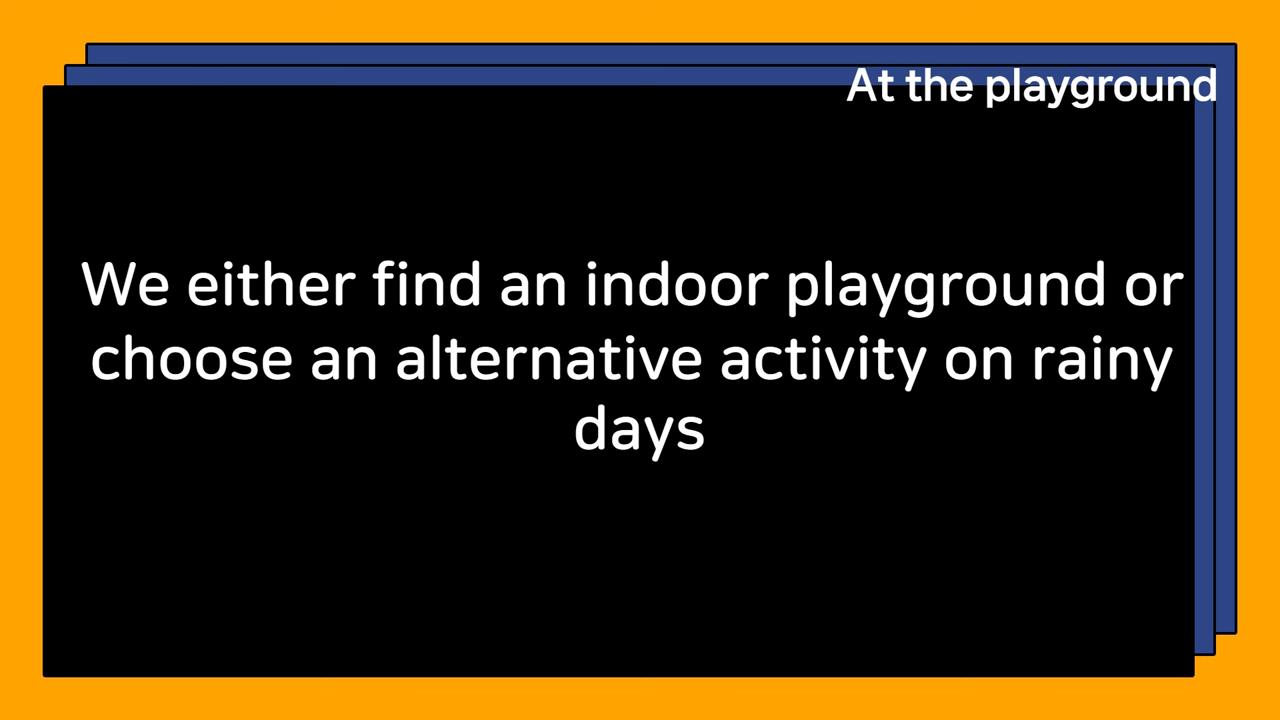 At the playground
We either find an indoor playground or
choose an alternative activity on rainy
days